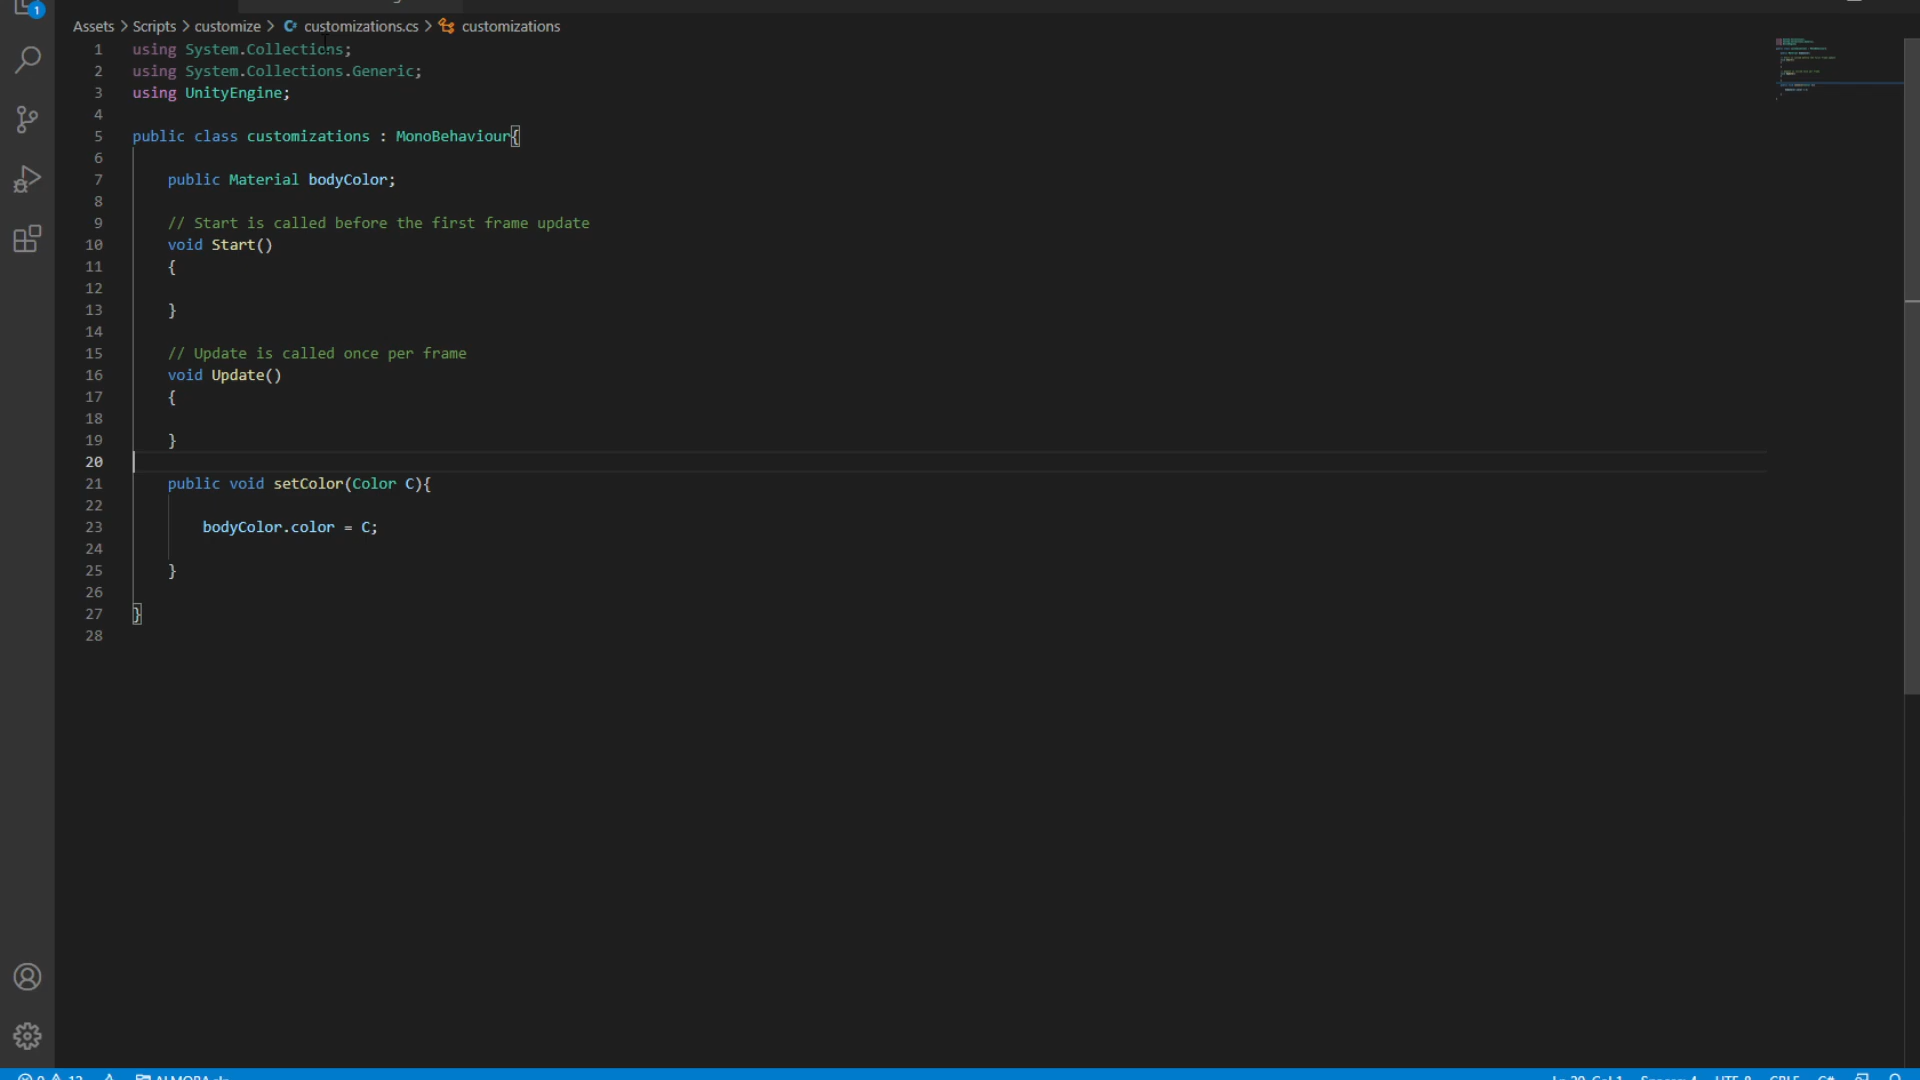 1
Assets > Scripts > customize > customizations.cs > customizations
1 using System.Collections;
2 using System.Collections.Generic;
3 using UnityEngine;
4
5 public class customizations : MonoBehaviour{
6
7 public Material bodyColor;
8
9 // Start is called before the first frame update
10 void Start()
11 {
12
13 }
14
15 // Update is called once per frame
16 void Update()
17 {
18
19 }
20
21 public void setColor(Color C){
22
23 bodyColor.color = C;
24
25 }
26
27 }
28